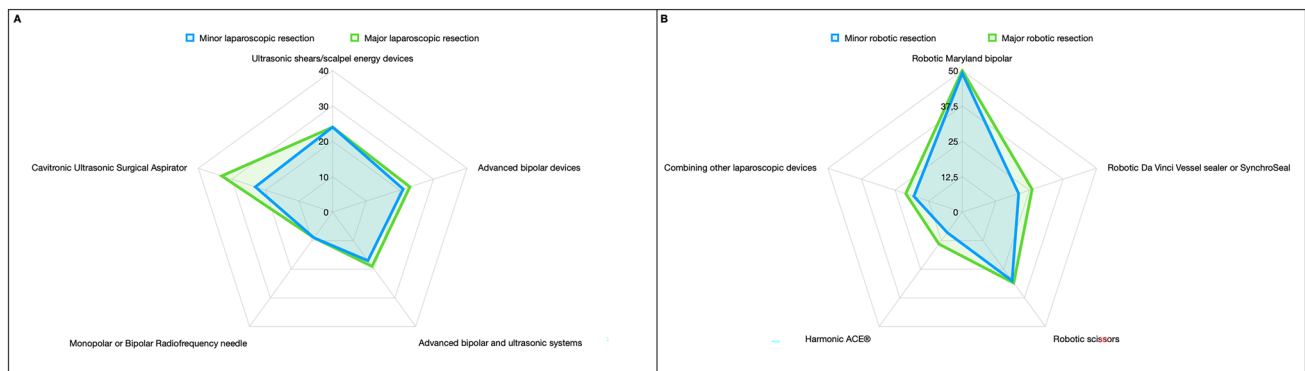 A
Minor laparoscopic resection
Major laparoscopic resection
Ultrasonic shears/scalpel energy devices
40
30
20
10
0
Cavitronic Ultrasonic Surgical Aspirator
Advanced bipolar devices
Monopolar or Bipolar Radiofrequency needle
Advanced bipolar and ultrasonic systems
B
Minor robotic resection
Major robotic resection
Robotic Maryland bipolar
50
37,5
25
12,5
0
Combining other laparoscopic devices
Robotic Da Vinci Vessel sealer or SynchroSeal
Harmonic ACE®
Robotic scissors